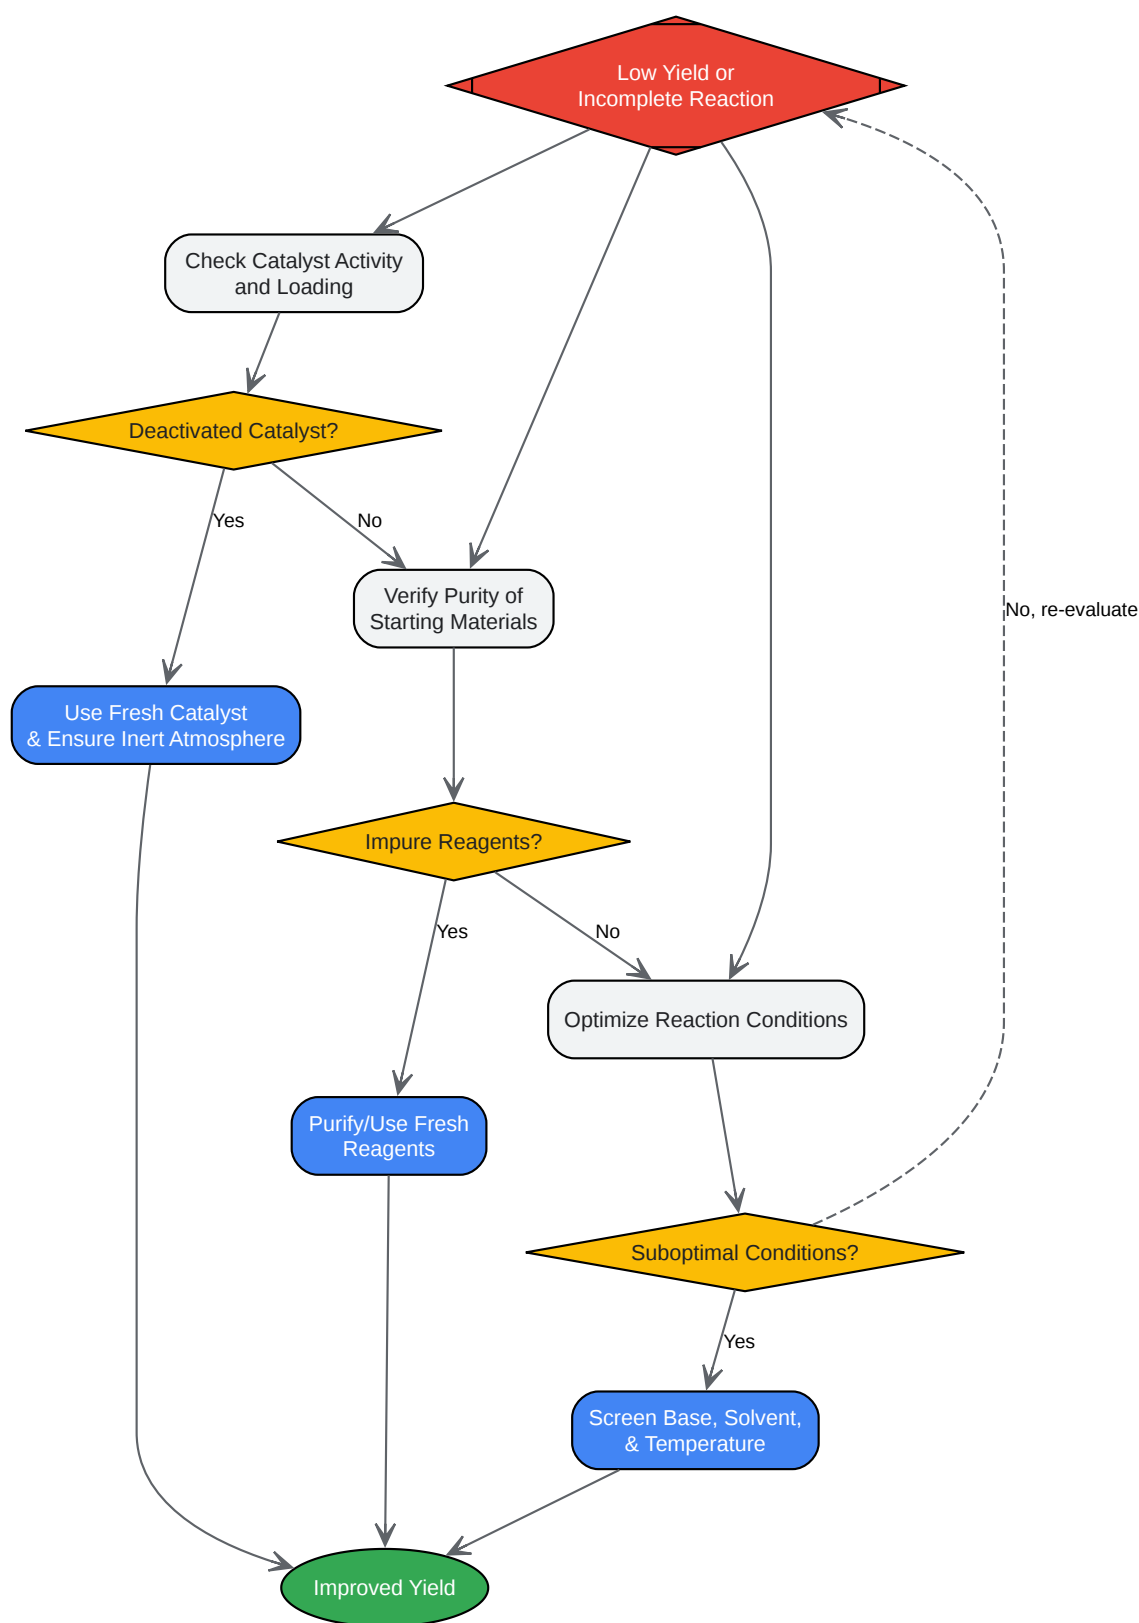 Low Yield or
Incomplete Reaction
Check Catalyst Activity
and Loading
Deactivated Catalyst?
Yes
No
Verify Purity of
Starting Materials
No, re-evaluate
Use Fresh Catalyst
& Ensure Inert Atmosphere
Impure Reagents?
Yes
No
Optimize Reaction Conditions
Purify/Use Fresh
Reagents
Suboptimal Conditions?
Yes
Screen Base, Solvent,
& Temperature
Improved Yield